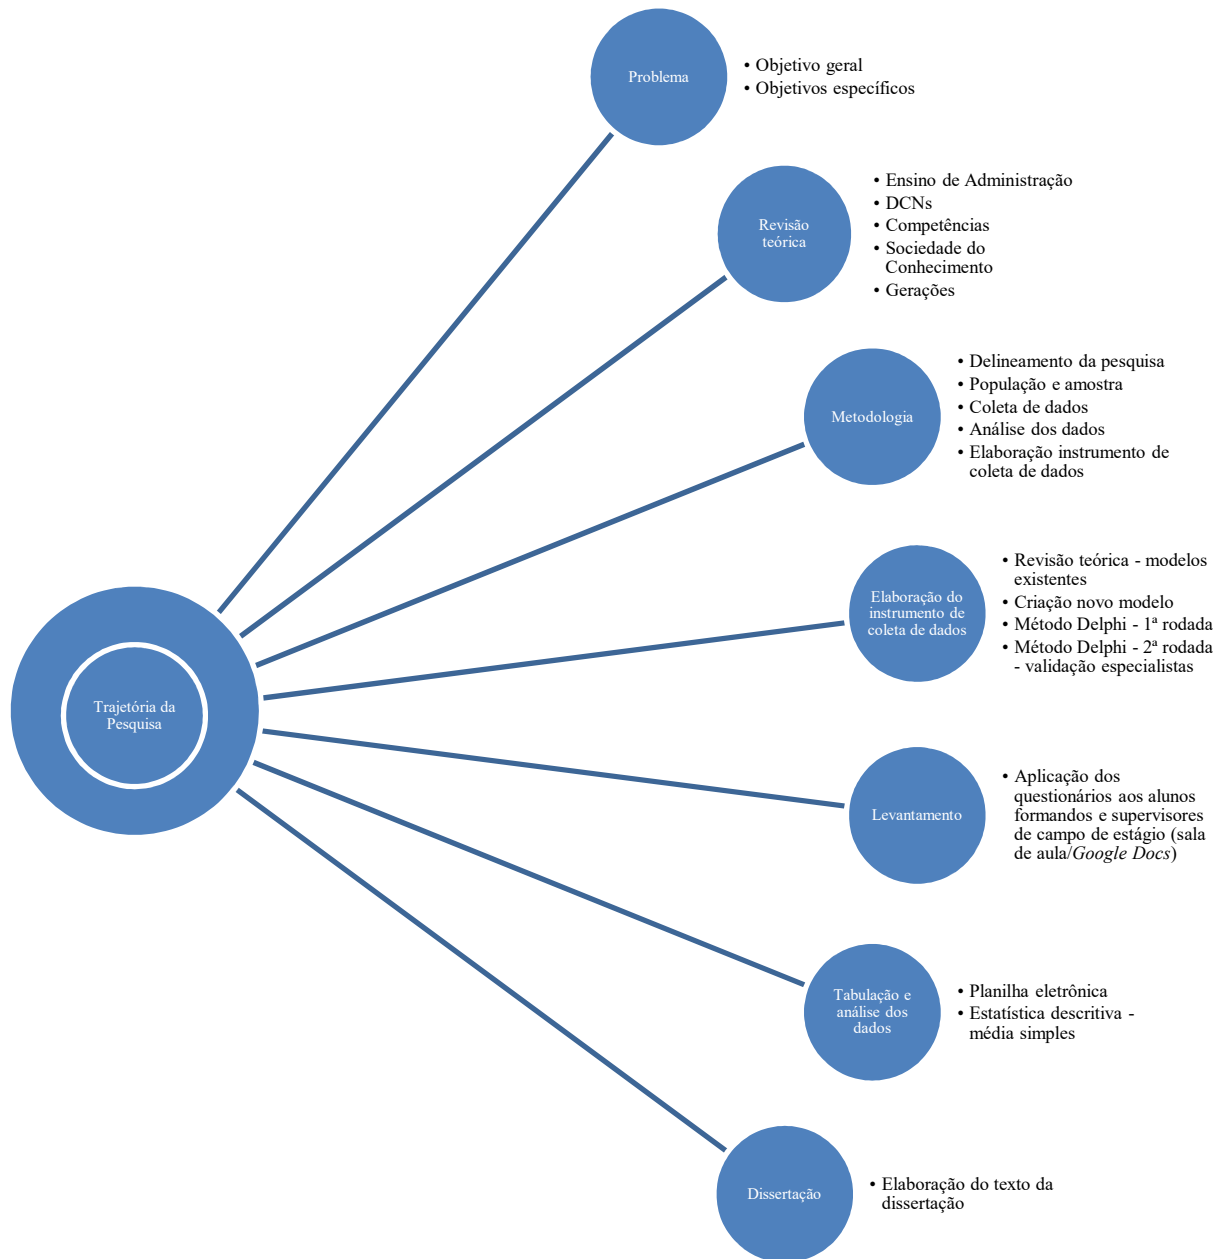 Problema
• Objetivo geral
• Objetivos específicos
Revisão
teórica
• Ensino de Administração
• DCNs
• Competências
• Sociedade do
Conhecimento
• Gerações
Metodologia
• Delineamento da pesquisa
• População e amostra
• Coleta de dados
• Análise dos dados
• Elaboração instrumento de
coleta de dados
Elaboração do
instrumento de
coleta de dados
• Revisão teórica - modelos
existentes
• Criação novo modelo
• Método Delphi - 1ª rodada
• Método Delphi - 2ª rodada
- validação especialistas
Trajetória da
Pesquisa
Levantamento
• Aplicação dos
questionários aos alunos
formandos e supervisores
de campo de estágio (sala
de aula/Google Docs)
Tabulação e
análise dos
dados
• Planilha eletrônica
• Estatística descritiva -
média simples
Dissertação
• Elaboração do texto da
dissertação